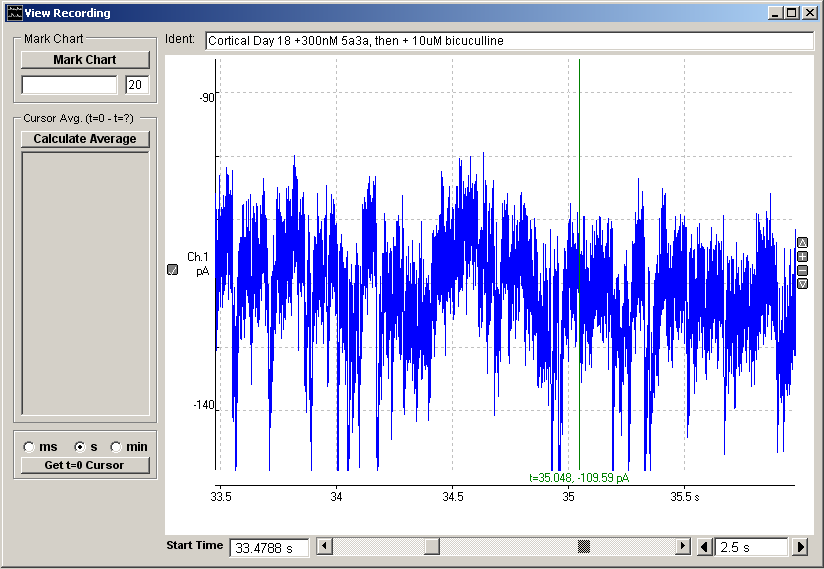 View Recording
Mark Chart
Mark Chart
20
Cursor Avg. (t=0 - t=?)
Calculate Average
ms
s
min
Get t=0 Cursor
Ident:
Cortical Day 18 +300nM 5a3a, then + 10uM bicuculline
-90
Ch.1
pA
-140
t=35.048, -109.59 pA
33.5
34
34.5
35
35.5 s
Start Time
33.4788 s
2.5 s